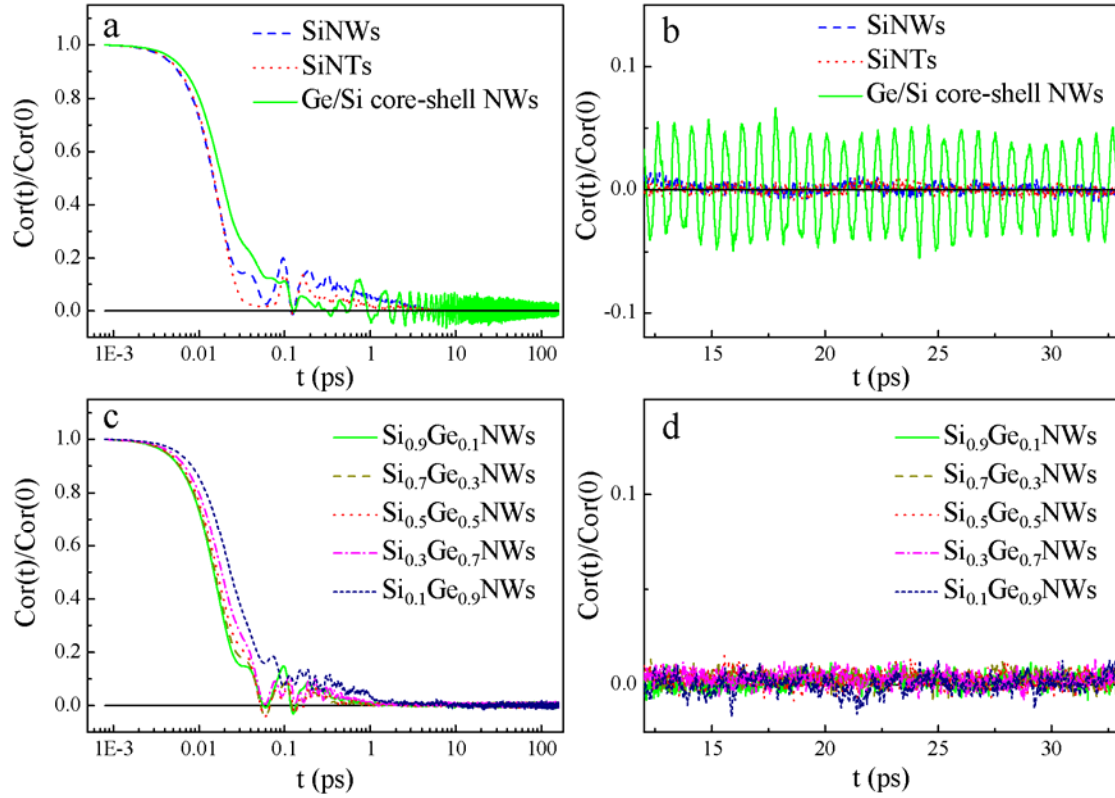 a
SiNWs
SiNTs
Ge/Si core-shell NWs
Cor(t)/Cor(0)
1.0
0.8
0.6
0.4
0.2
0.0
1E-3 0.01 0.1 1 10 100
t (ps)
b
SiNWs
SiNTs
Ge/Si core-shell NWs
Cor(t)/Cor(0)
0.1
0.0
-0.1
15 20 25 30
t (ps)
c
Si0.9Ge0.1NWs
Si0.7Ge0.3NWs
Si0.5Ge0.5NWs
Si0.3Ge0.7NWs
Si0.1Ge0.9NWs
Cor(t)/Cor(0)
1.0
0.8
0.6
0.4
0.2
0.0
1E-3 0.01 0.1 1 10 100
t (ps)
d
Si0.9Ge0.1NWs
Si0.7Ge0.3NWs
Si0.5Ge0.5NWs
Si0.3Ge0.7NWs
Si0.1Ge0.9NWs
Cor(t)/Cor(0)
0.1
0.0
15 20 25 30
t (ps)